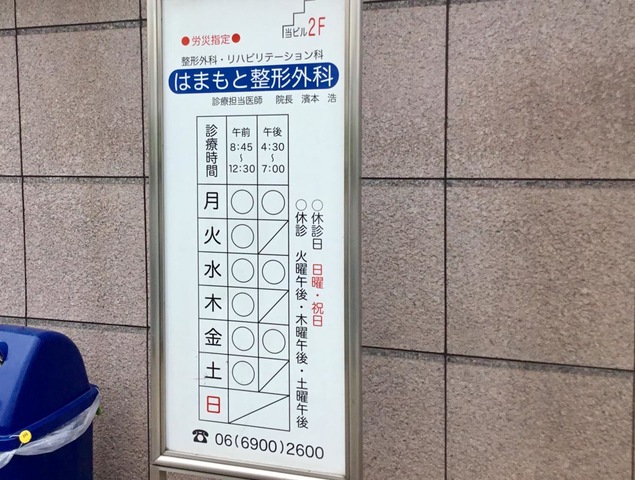 当ビル2F
●労災指定●
整形外科・リハビリテーション科
はまもと整形外科
診療担当医師 院長 濱本 浩
診療時間 午前 8:45〜12:30 午後 4:30〜7:00
月 ○ ○
火 ○ ／
水 ○ ○
木 ○ ／
金 ○ ○
土 ○ ／
日 ／
○休診日 日曜・祝日
○休診 火曜午後・木曜午後・土曜午後
☎ 06(6900)2600